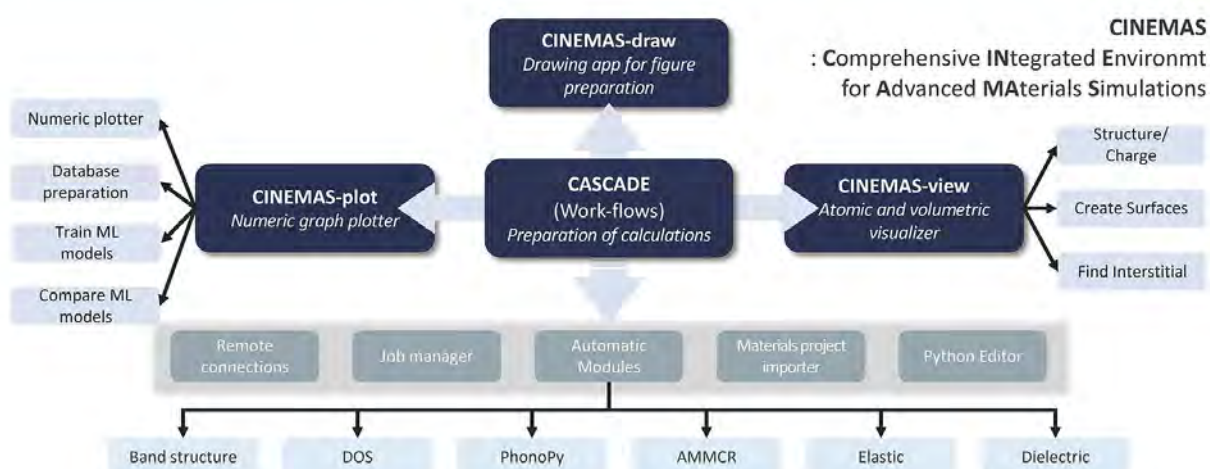 CINEMAS
: Comprehensive INtegrated Environmt
for Advanced MAterials Simulations
CINEMAS-draw
Drawing app for figure
preparation
Numeric plotter
Database
preparation
Train ML
models
Compare ML
models
CINEMAS-plot
Numeric graph plotter
CASCADE
(Work-flows)
Preparation of calculations
CINEMAS-view
Atomic and volumetric
visualizer
Structure/
Charge
Create Surfaces
Find Interstitial
Remote
connections
Job manager
Automatic
Modules
Materials project
importer
Python Editor
Band structure
DOS
PhonoPy
AMMCR
Elastic
Dielectric